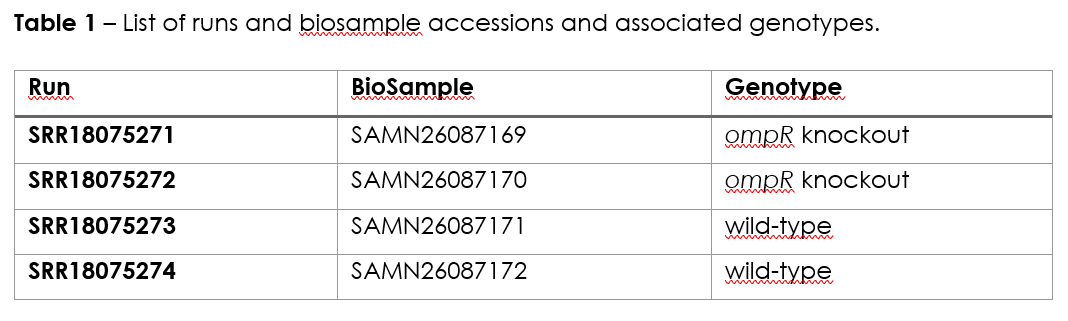 Table 1 – List of runs and biosample accessions and associated genotypes.
Run BioSample Genotype
SRR18075271 SAMN26087169 ompR knockout
SRR18075272 SAMN26087170 ompR knockout
SRR18075273 SAMN26087171 wild-type
SRR18075274 SAMN26087172 wild-type